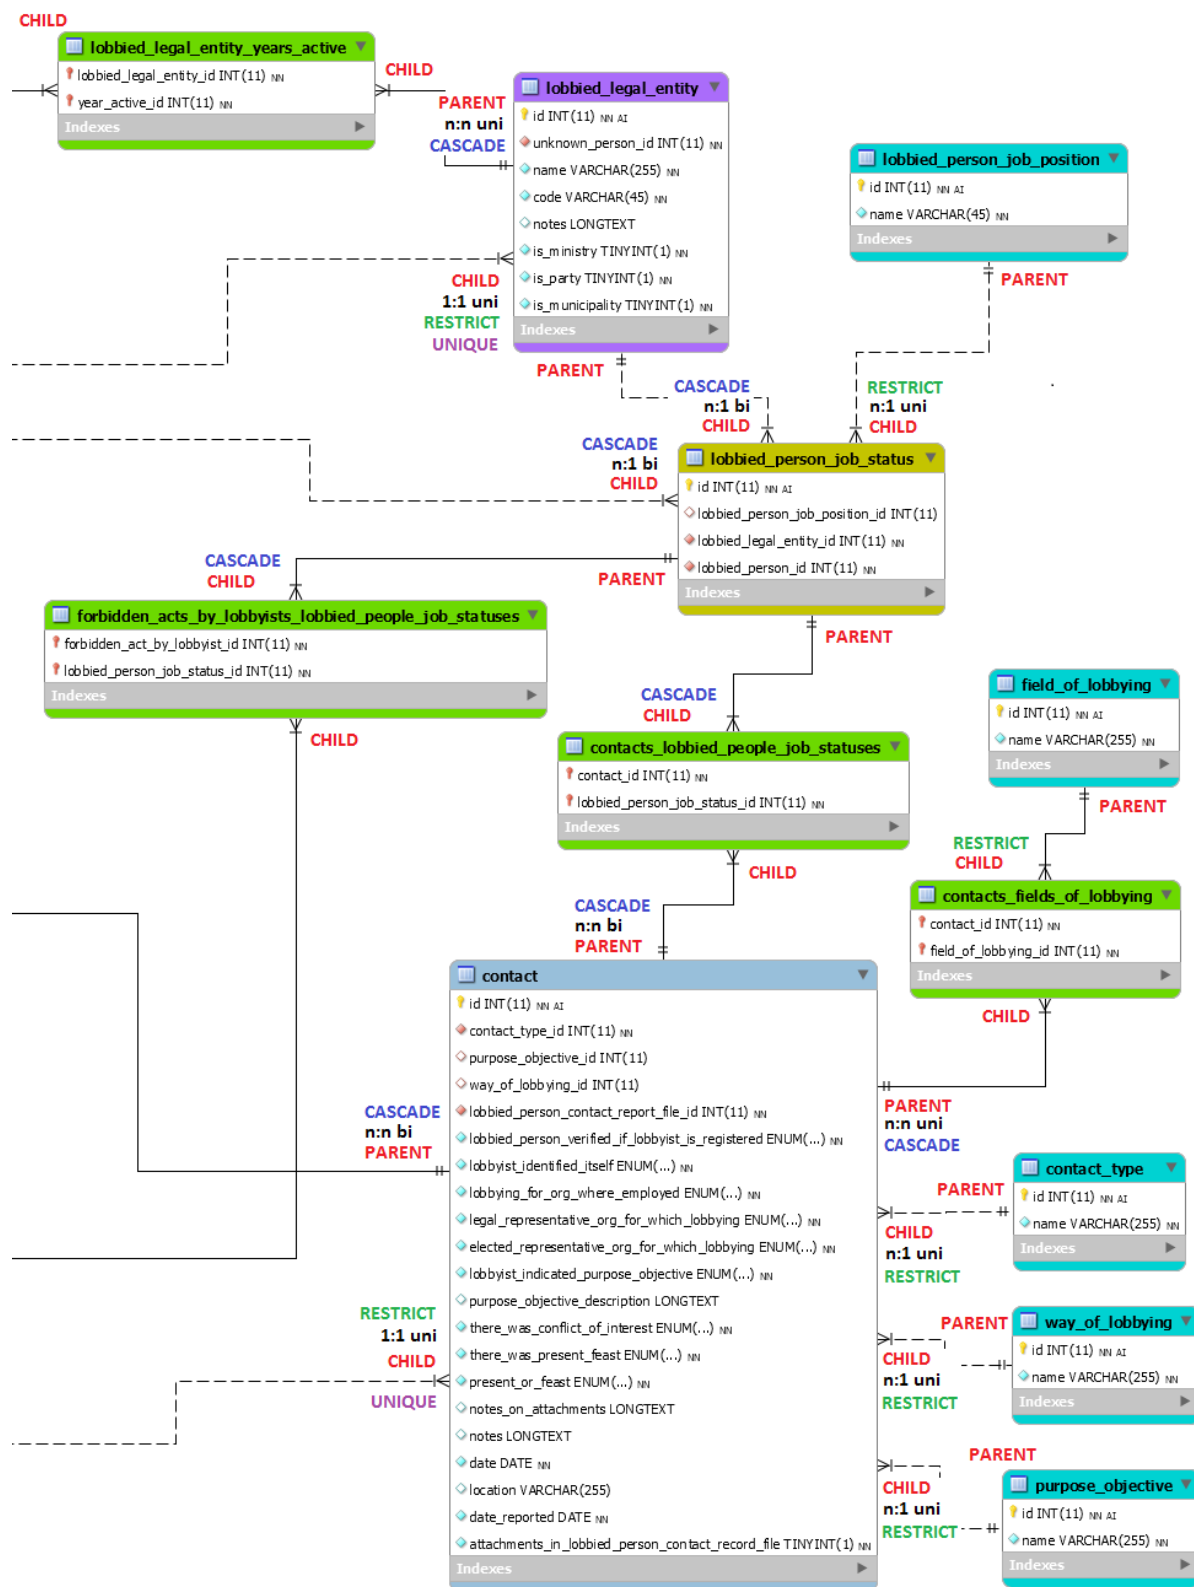 CHILD
lobbied_legal_entity_years_active
lobbied_legal_entity_id INT(11) NN
year_active_id INT(11) NN
Indexes
CHILD
PARENT
n:n uni
CASCADE
lobbied_legal_entity
id INT(11) NN AI
unknown_person_id INT(11) NN
name VARCHAR(255) NN
code VARCHAR(45) NN
notes LONGTEXT
is_ministry TINYINT(1) NN
is_party TINYINT(1) NN
is_municipality TINYINT(1) NN
Indexes
CHILD
1:1 uni
RESTRICT
UNIQUE
PARENT
lobbied_person_job_position
id INT(11) NN AI
name VARCHAR(45) NN
Indexes
PARENT
CASCADE
n:1 bi
CHILD
RESTRICT
n:1 uni
CHILD
CASCADE
n:1 bi
CHILD
lobbied_person_job_status
id INT(11) NN AI
lobbied_person_job_position_id INT(11)
lobbied_legal_entity_id INT(11) NN
lobbied_person_id INT(11) NN
Indexes
CASCADE
CHILD
PARENT
forbidden_acts_by_lobbyists_lobbied_people_job_statuses
forbidden_act_by_lobbyist_id INT(11) NN
lobbied_person_job_status_id INT(11) NN
Indexes
CHILD
PARENT
CASCADE
CHILD
contacts_lobbied_people_job_statuses
contact_id INT(11) NN
lobbied_person_job_status_id INT(11) NN
Indexes
CHILD
field_of_lobbying
id INT(11) NN AI
name VARCHAR(255) NN
Indexes
PARENT
RESTRICT
CHILD
contacts_fields_of_lobbying
contact_id INT(11) NN
field_of_lobbying_id INT(11) NN
Indexes
CHILD
CASCADE
n:n bi
PARENT
contact
id INT(11) NN AI
contact_type_id INT(11) NN
purpose_objective_id INT(11)
way_of_lobbying_id INT(11)
lobbied_person_contact_report_file_id INT(11) NN
lobbied_person_verified_if_lobbyist_is_registered ENUM(...) NN
lobbyist_identified_itself ENUM(...) NN
lobbying_for_org_where_employed ENUM(...) NN
legal_representative_org_for_which_lobbying ENUM(...) NN
elected_representative_org_for_which_lobbying ENUM(...) NN
lobbyist_indicated_purpose_objective ENUM(...) NN
purpose_objective_description LONGTEXT
there_was_conflict_of_interest ENUM(...) NN
there_was_present_feast ENUM(...) NN
present_or_feast ENUM(...) NN
notes_on_attachments LONGTEXT
notes LONGTEXT
date DATE NN
location VARCHAR(255)
date_reported DATE NN
attachments_in_lobbied_person_contact_record_file TINYINT(1) NN
Indexes
CASCADE
n:n bi
PARENT
RESTRICT
1:1 uni
CHILD
UNIQUE
PARENT
n:n uni
CASCADE
contact_type
id INT(11) NN AI
name VARCHAR(255) NN
Indexes
PARENT
CHILD
n:1 uni
RESTRICT
way_of_lobbying
id INT(11) NN AI
name VARCHAR(255) NN
Indexes
PARENT
CHILD
n:1 uni
RESTRICT
PARENT
purpose_objective
id INT(11) NN AI
name VARCHAR(255) NN
Indexes
CHILD
n:1 uni
RESTRICT